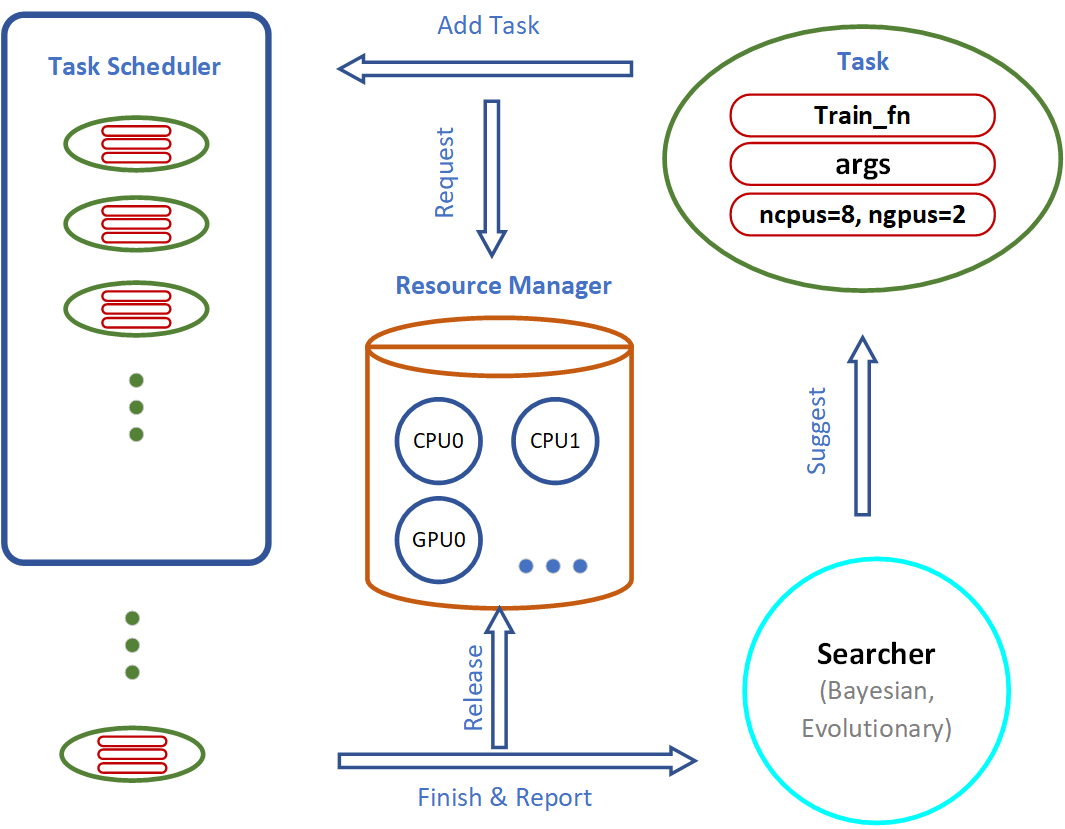 Add Task
Task Scheduler
Task
Train_fn
args
ncpus=8, ngpus=2
Request
Resource Manager
CPU0
CPU1
GPU0
Suggest
Searcher
(Bayesian,
Evolutionary)
Release
Finish & Report